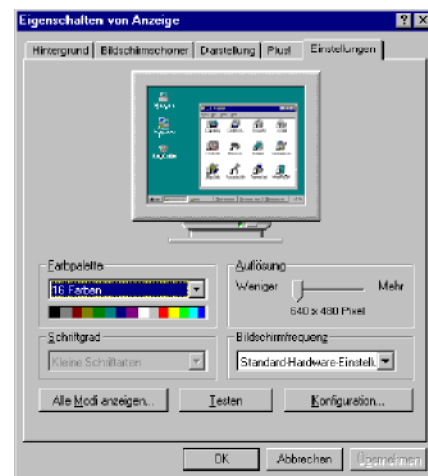 Eigenschaften von Anzeige
Hintergrund Bildschirmschoner Darstellung Plus! Einstellungen
Farbpalette
Auflösung
16 Farben
Weniger Mehr
640 x 480 Pixel
Schriftgrad
Bildschirmfrequenz
Kleine Schriftarten
Standard-Hardware-Einstell.
Alle Modi anzeigen... Testen Konfiguration...
OK Abbrechen Übernehmen